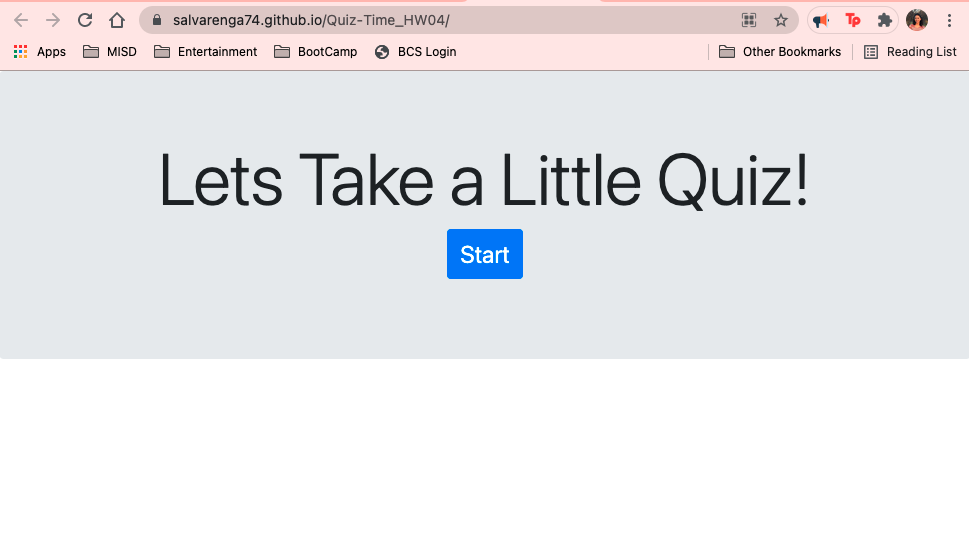 salvarenga74.github.io/Quiz-Time_HW04/
Tp
Apps MISD Entertainment BootCamp BCS Login Other Bookmarks Reading List
Lets Take a Little Quiz!
Start